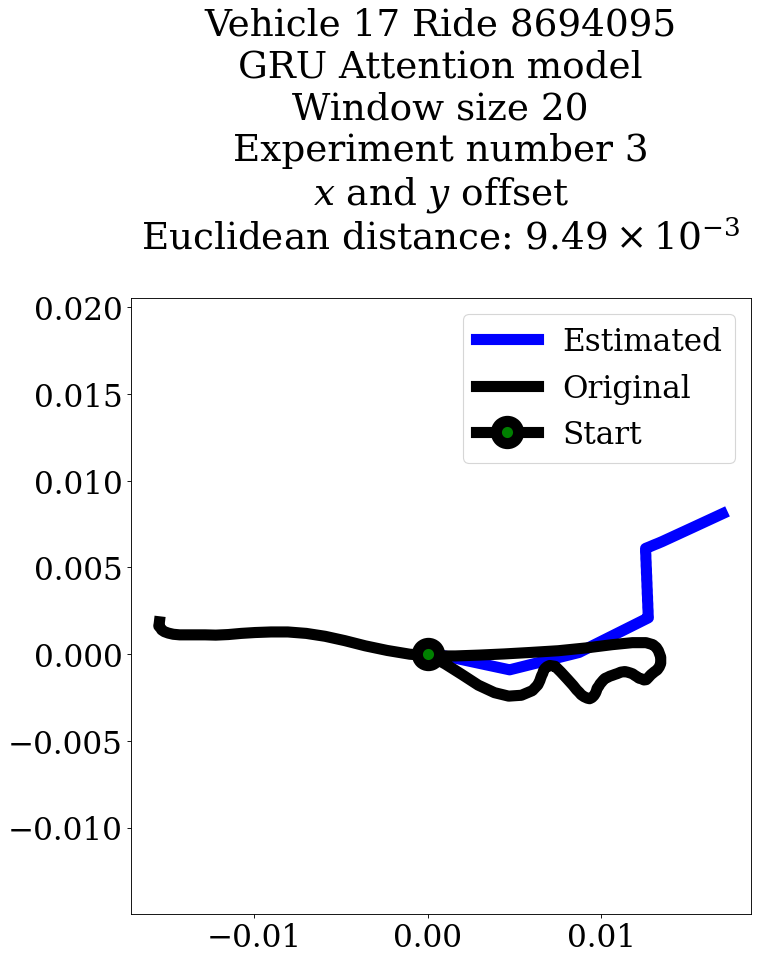 Vehicle 17 Ride 8694095
GRU Attention model
Window size 20
Experiment number 3
x and y offset
Euclidean distance: 9.49 × 10⁻³
0.020
0.015
0.010
0.005
0.000
−0.005
−0.010
Estimated
Original
Start
−0.01
0.00
0.01